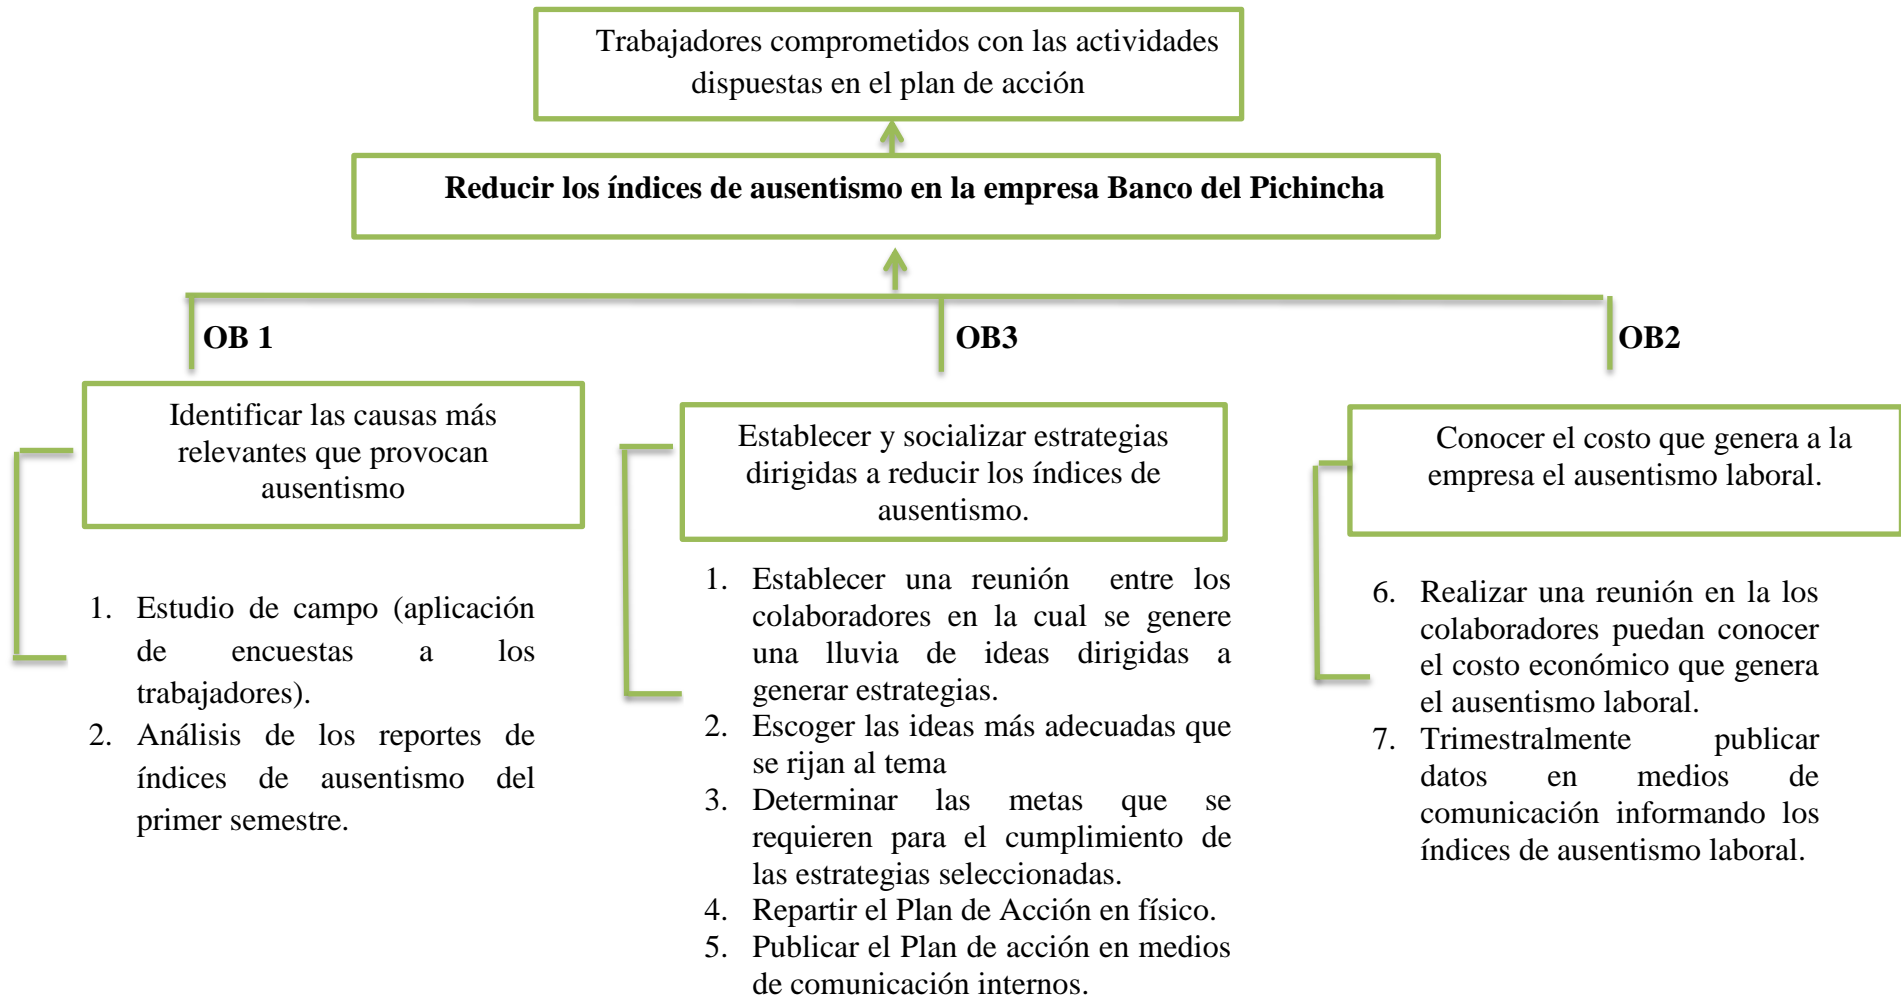 Trabajadores comprometidos con las actividades
dispuestas en el plan de acción
Reducir los índices de ausentismo en la empresa Banco del Pichincha
OB 1
Identificar las causas más
relevantes que provocan
ausentismo
1. Estudio de campo (aplicación
de encuestas a los
trabajadores).
2. Análisis de los reportes de
índices de ausentismo del
primer semestre.
OB3
Establecer y socializar estrategias
dirigidas a reducir los índices de
ausentismo.
1. Establecer una reunión entre los
colaboradores en la cual se genere
una lluvia de ideas dirigidas a
generar estrategias.
2. Escoger las ideas más adecuadas que
se rijan al tema
3. Determinar las metas que se
requieren para el cumplimiento de
las estrategias seleccionadas.
4. Repartir el Plan de Acción en físico.
5. Publicar el Plan de acción en medios
de comunicación internos.
OB2
Conocer el costo que genera a la
empresa el ausentismo laboral.
6. Realizar una reunión en la los
colaboradores puedan conocer
el costo económico que genera
el ausentismo laboral.
7. Trimestralmente publicar
datos en medios de
comunicación informando los
índices de ausentismo laboral.